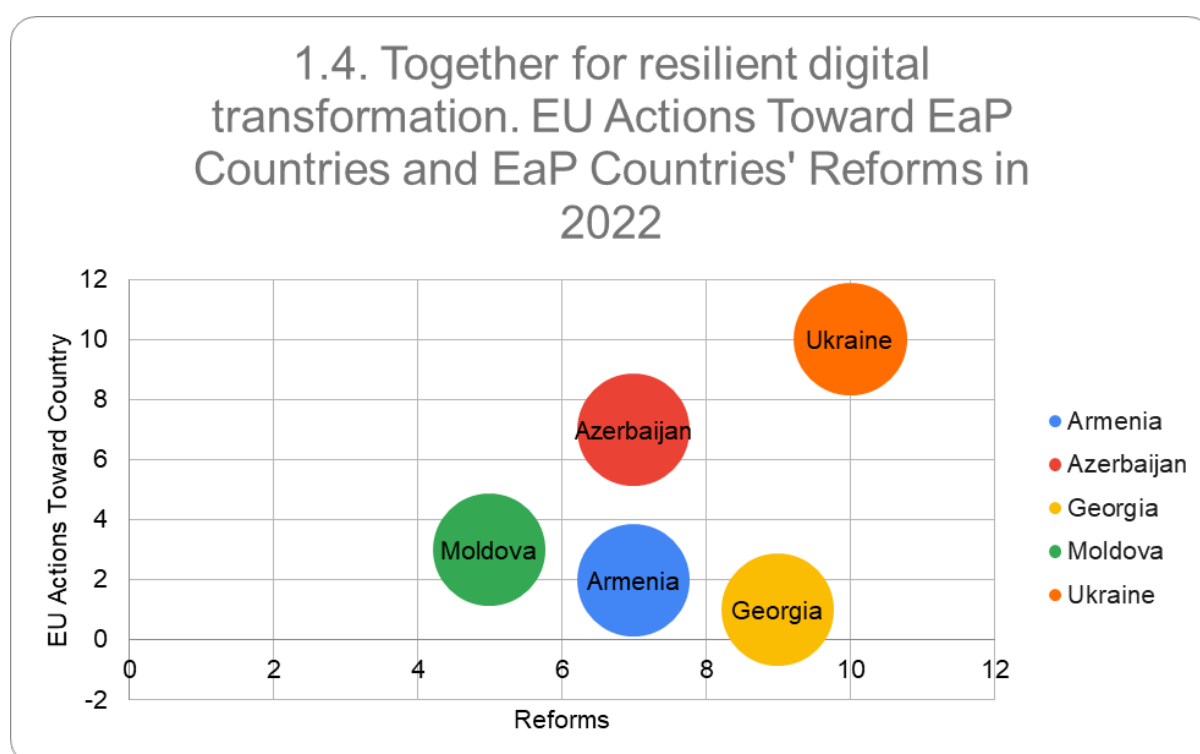 1.4. Together for resilient digital
transformation. EU Actions Toward EaP
Countries and EaP Countries' Reforms in
2022
12
10
8
6
4
2
0
-2
EU Actions Toward Country
Ukraine
Azerbaijan
Moldova
Armenia
Georgia
0 2 4 6 8 10 12
Reforms
Armenia
Azerbaijan
Georgia
Moldova
Ukraine